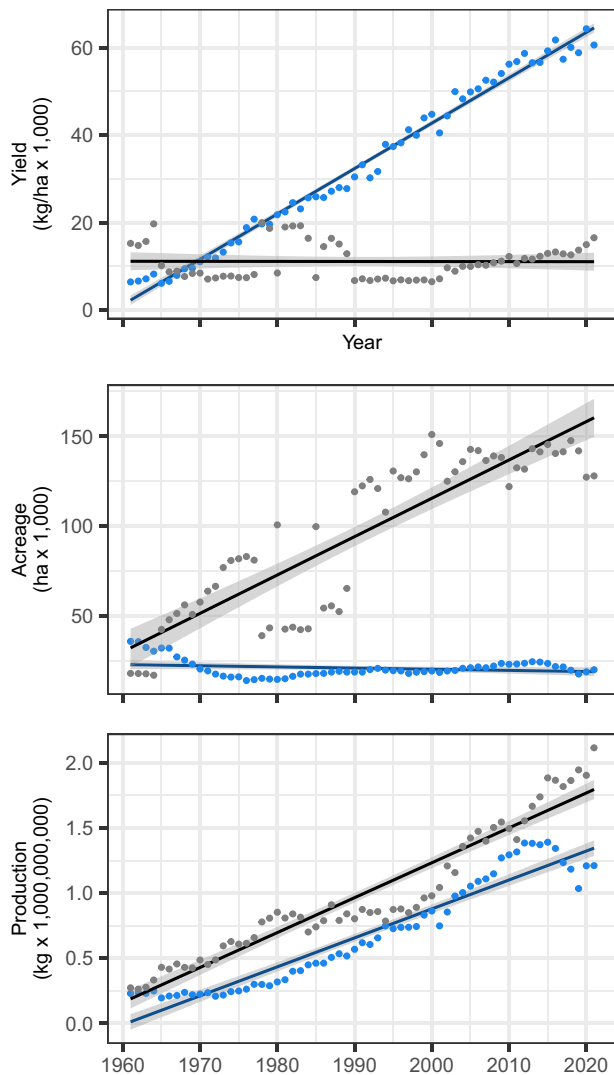 Yield
(kg/ha x 1,000)
60
40
20
0
Year
Acreage
(ha x 1,000)
150
100
50
Production
(kg x 1,000,000,000)
2.0
1.5
1.0
0.5
0.0
1960 1970 1980 1990 2000 2010 2020